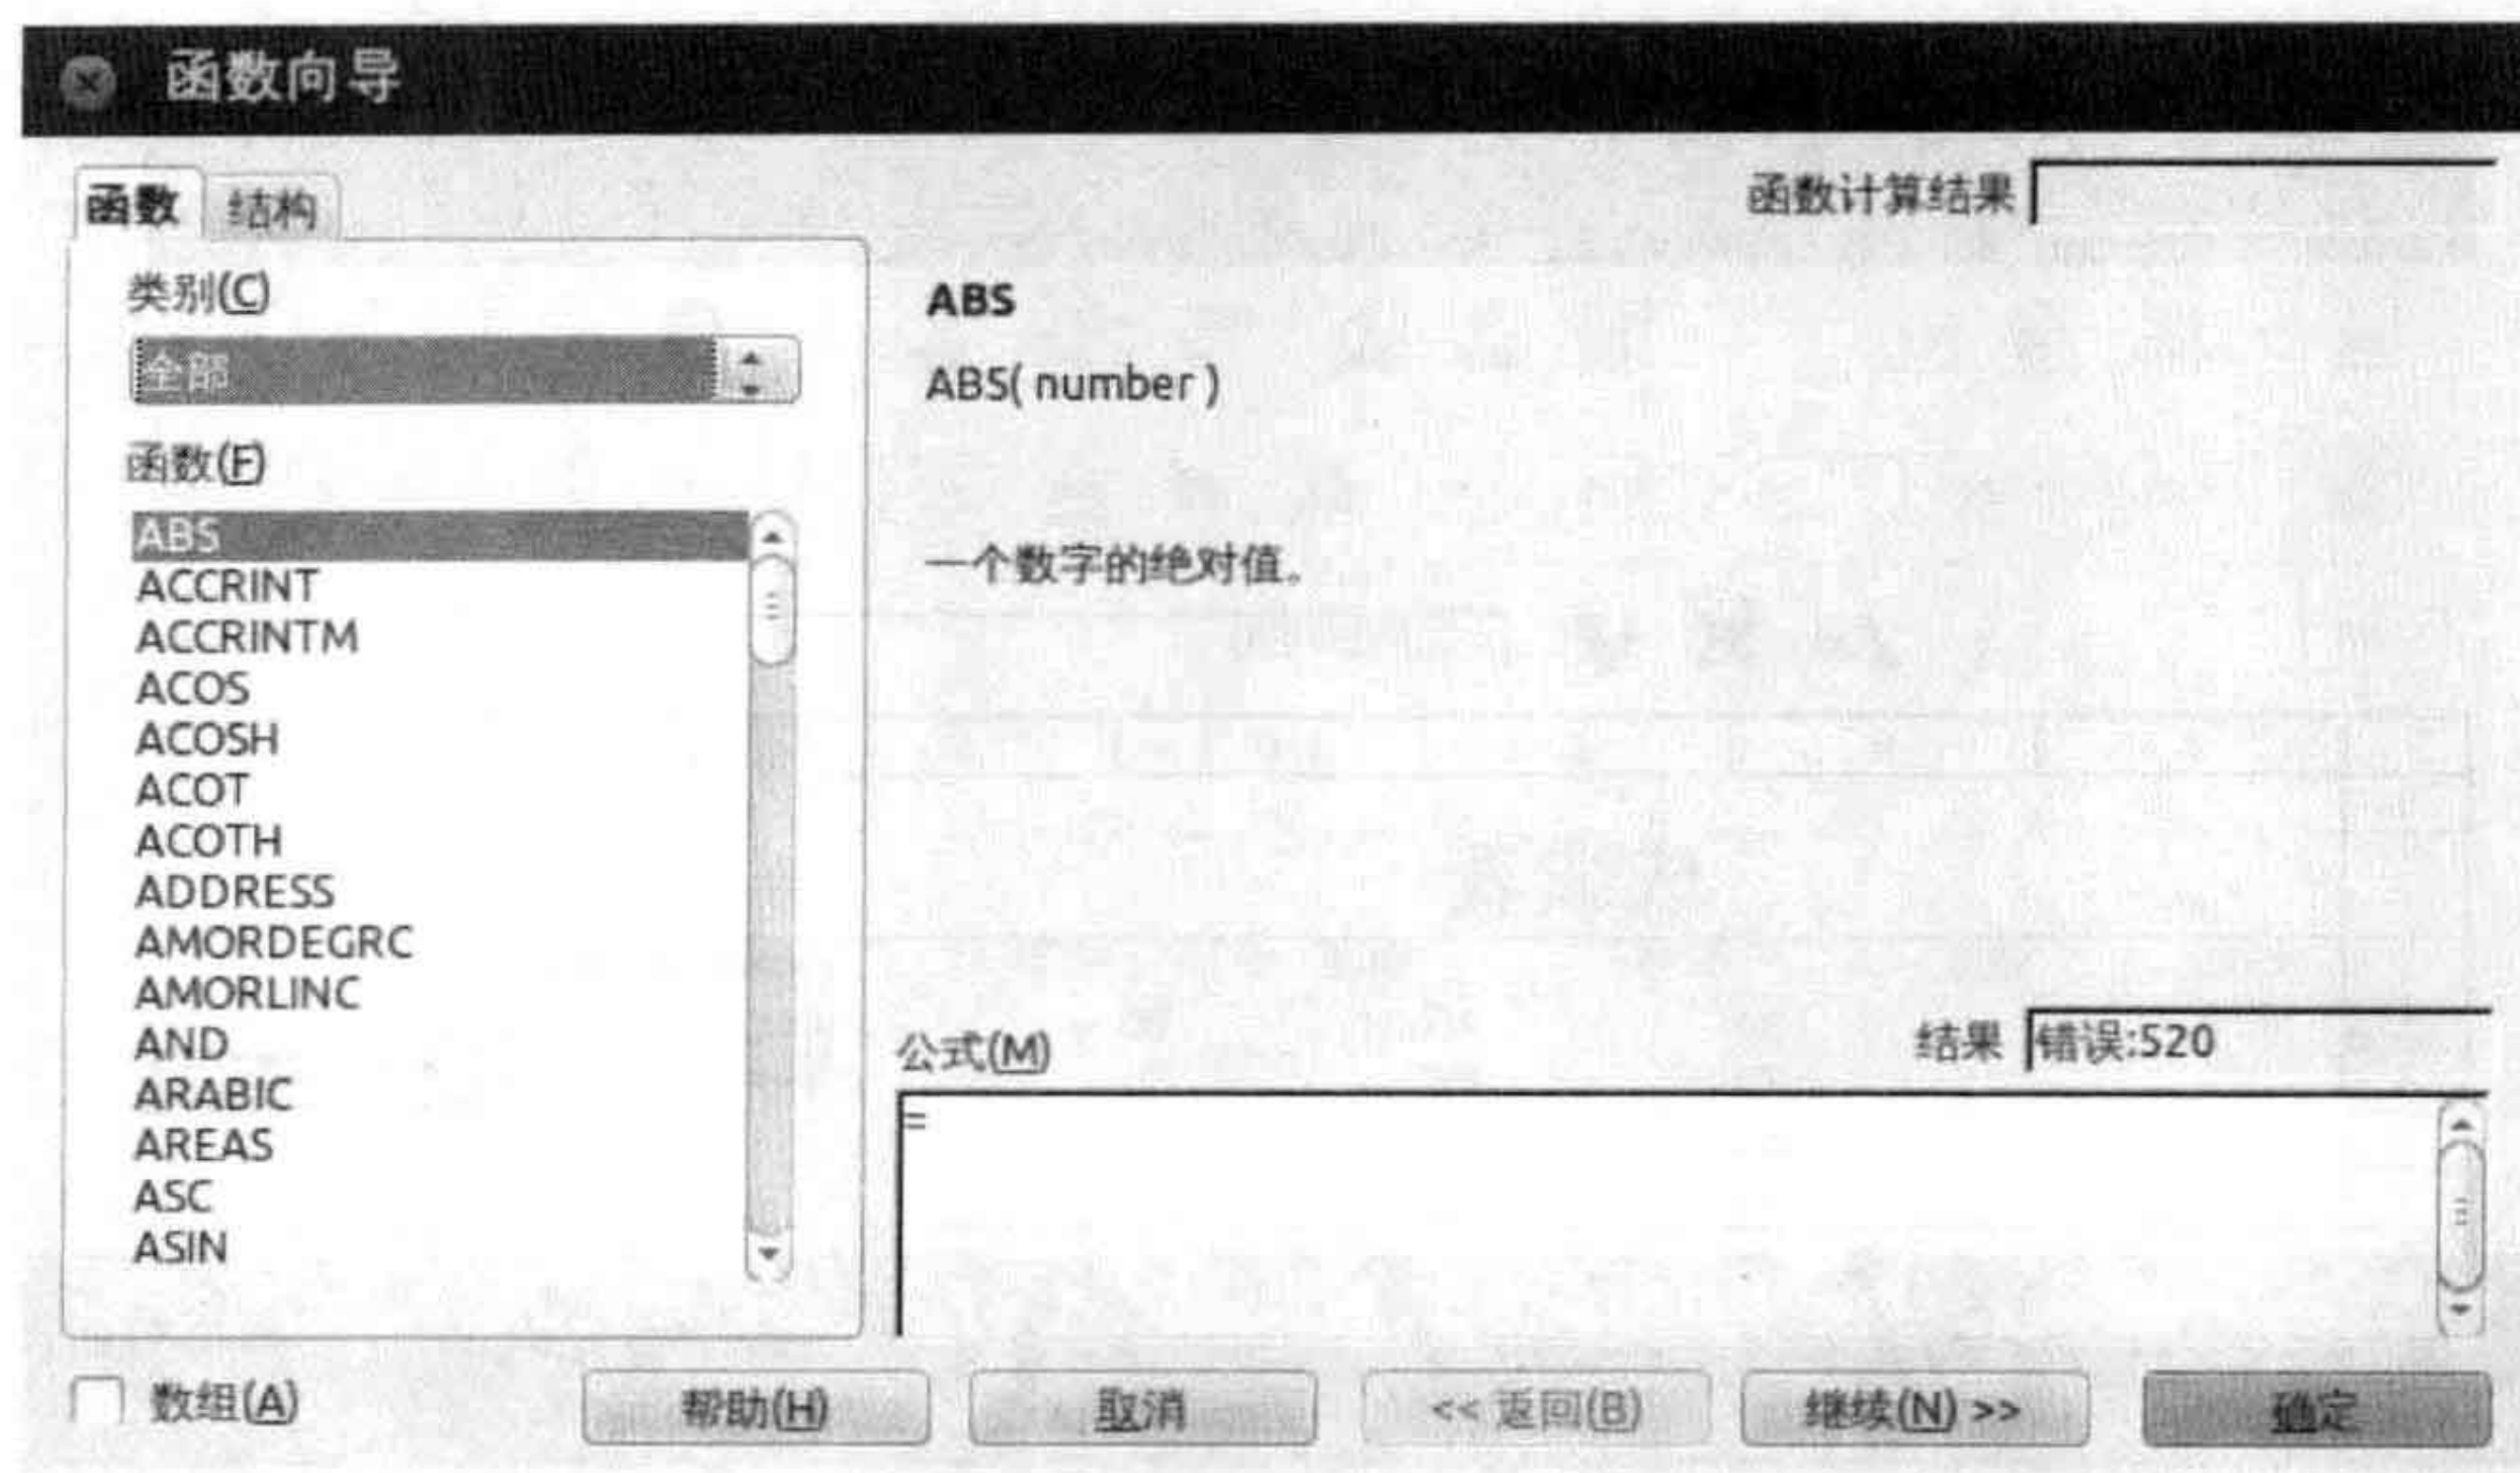 函数向导
函数 结构
函数计算结果
类别(C)
全部
函数(F)
ABS
ACCRINT
ACCRINTM
ACOS
ACOSH
ACOT
ACOTH
ADDRESS
AMORDEGRC
AMORLINC
AND
ARABIC
AREAS
ASC
ASIN
ABS
ABS( number )
一个数字的绝对值。
公式(M)
结果 错误:520
=
数组(A)
帮助(H)
取消
<< 返回(B)
继续(N) >>
确定